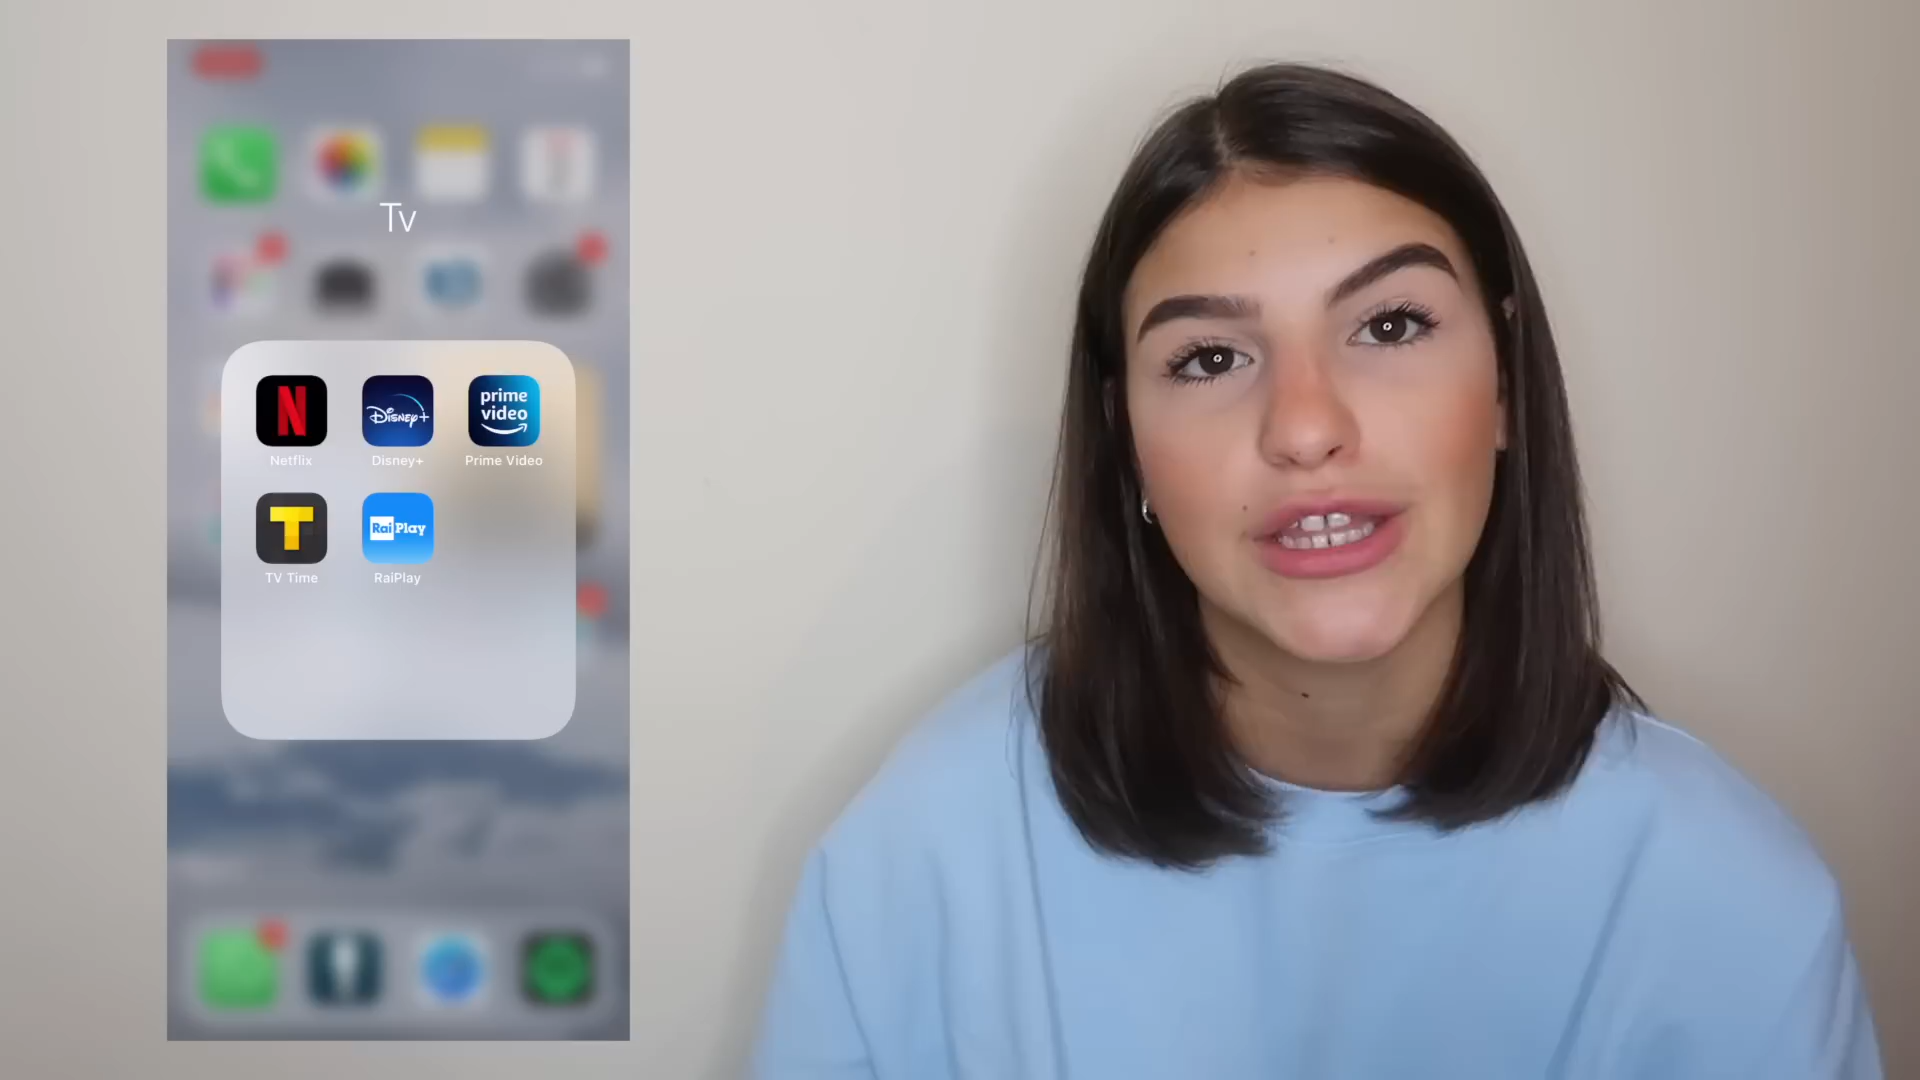 Tv
N
Disney+
prime
video
Netflix
Disney+
Prime Video
T
Rai Play
TV Time
RaiPlay